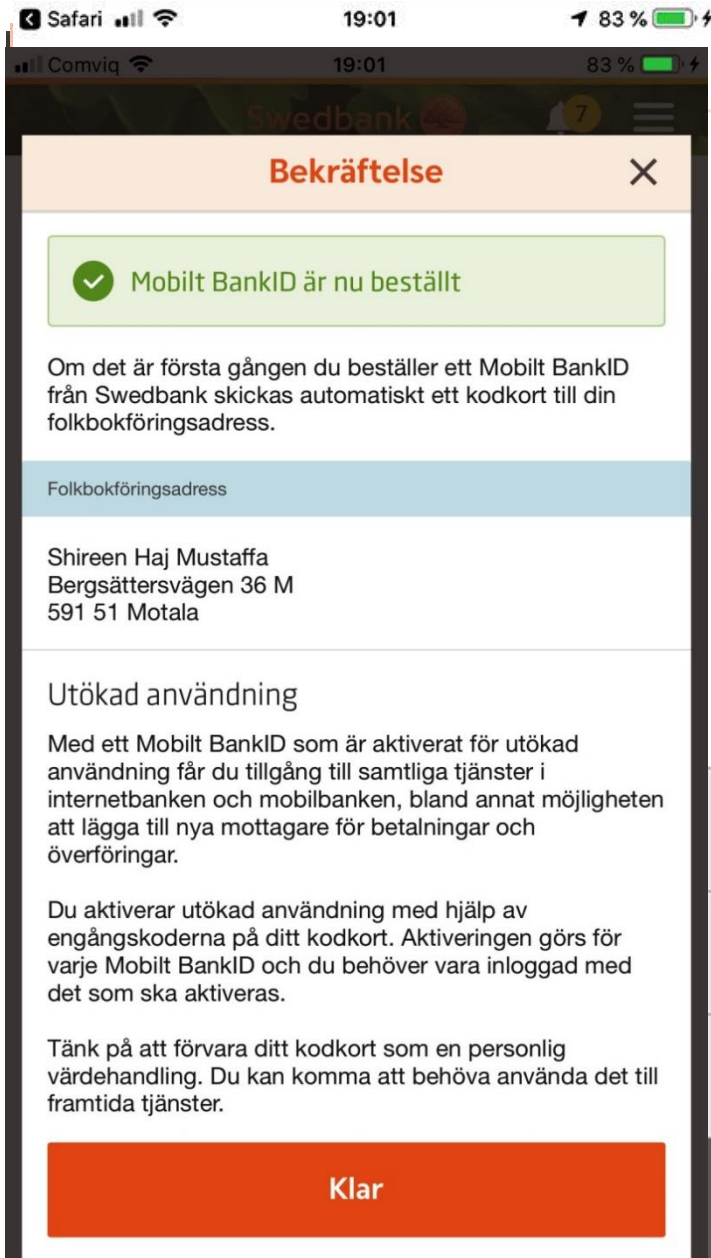 Safari 19:01 83 %
Comviq 19:01 83 %
Swedbank 7
Bekräftelse
Mobilt BankID är nu beställt
Om det är första gången du beställer ett Mobilt BankID
från Swedbank skickas automatiskt ett kodkort till din
folkbokföringsadress.
Folkbokföringsadress
Shireen Haj Mustaffa
Bergsättersvägen 36 M
591 51 Motala
Utökad användning
Med ett Mobilt BankID som är aktiverat för utökad
användning får du tillgång till samtliga tjänster i
internetbanken och mobilbanken, bland annat möjligheten
att lägga till nya mottagare för betalningar och
överföringar.
Du aktiverar utökad användning med hjälp av
engångskoderna på ditt kodkort. Aktiveringen görs för
varje Mobilt BankID och du behöver vara inloggad med
det som ska aktiveras.
Tänk på att förvara ditt kodkort som en personlig
värdehandling. Du kan komma att behöva använda det till
framtida tjänster.
Klar